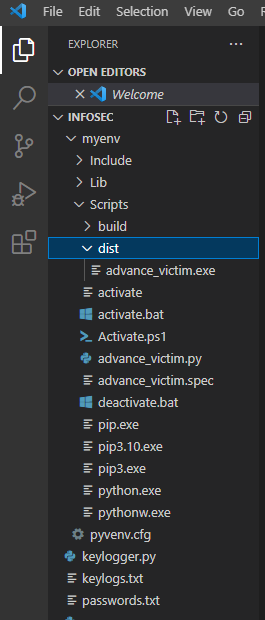 File Edit Selection View Go
EXPLORER
OPEN EDITORS
Welcome
INFOSEC
myenv
Include
Lib
Scripts
build
dist
advance_victim.exe
activate
activate.bat
Activate.ps1
advance_victim.py
advance_victim.spec
deactivate.bat
pip.exe
pip3.10.exe
pip3.exe
python.exe
pythonw.exe
pyvenv.cfg
keylogger.py
keylogs.txt
passwords.txt